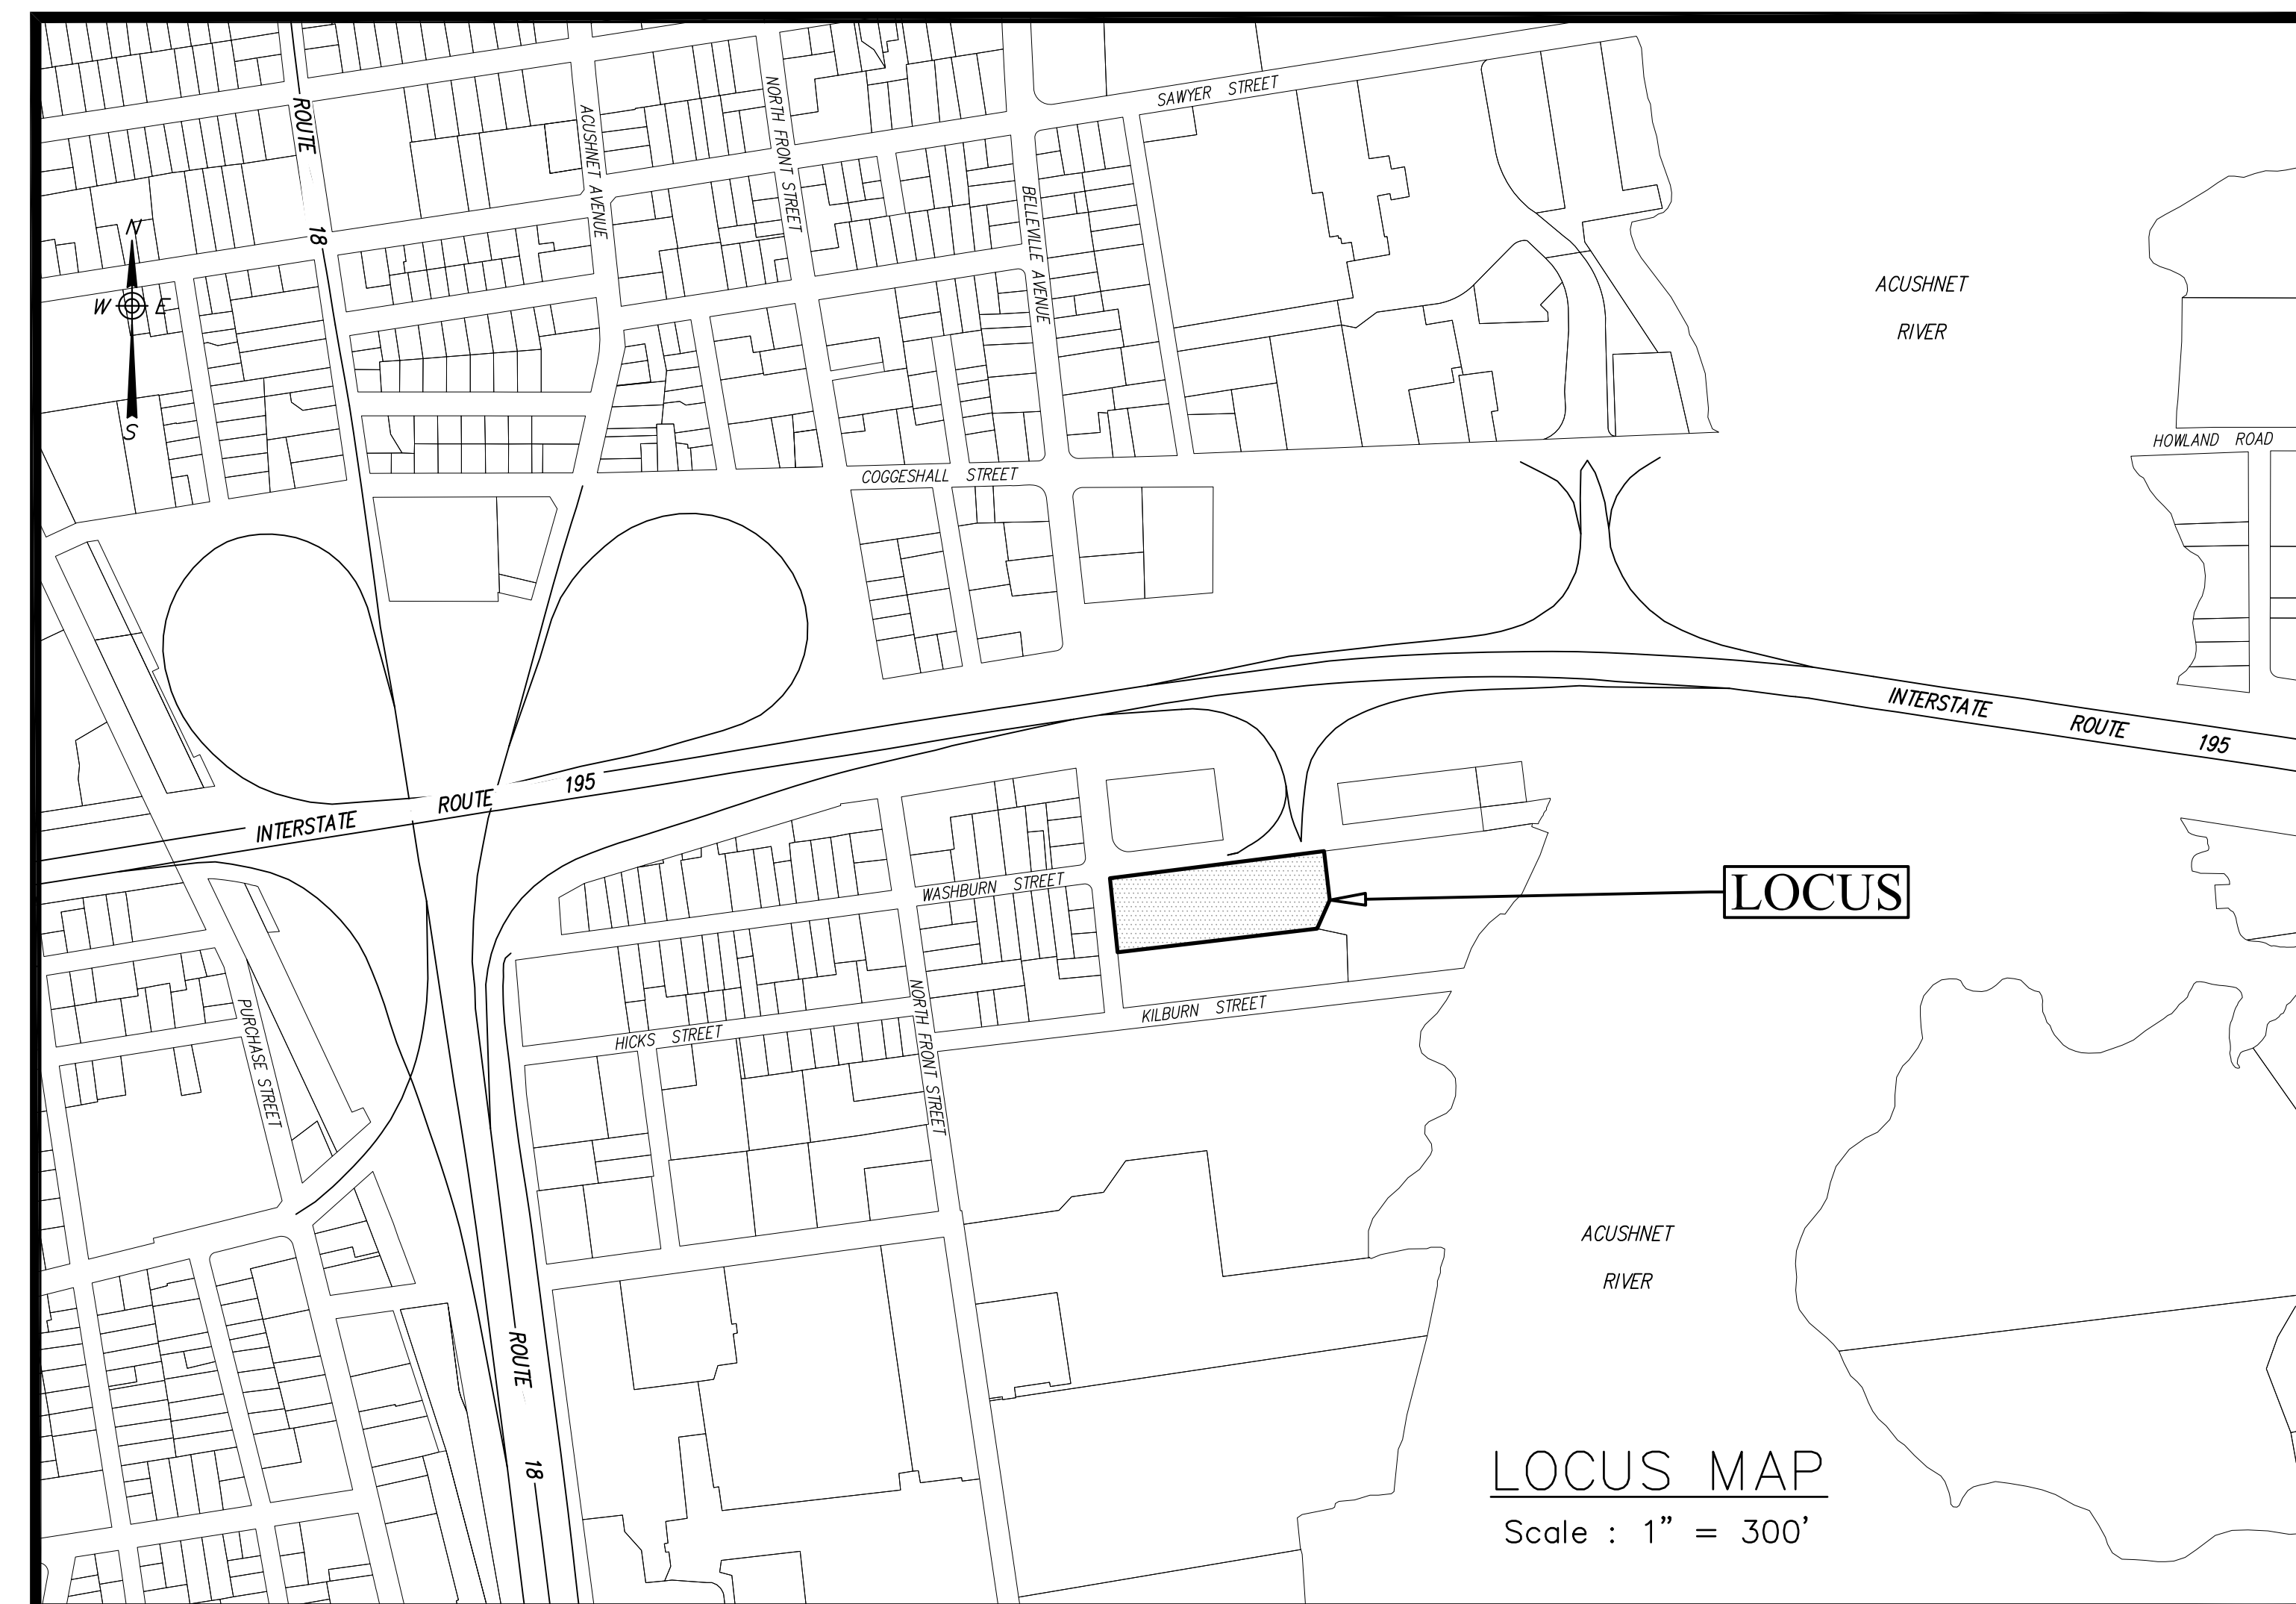 SAWYER STREET
ROUTE 18
ACUSHNET AVENUE
NORTH FRONT STREET
BELLEVILLE AVENUE
N
W E
S
ACUSHNET
RIVER
HOWLAND ROAD
COGGESHALL STREET
INTERSTATE ROUTE 195
INTERSTATE ROUTE 195
WASHBURN STREET
LOCUS
PURCHASE STREET
HICKS STREET
NORTH FRONT STREET
KILBURN STREET
ACUSHNET
RIVER
ROUTE 18
LOCUS MAP
Scale : 1" = 300'